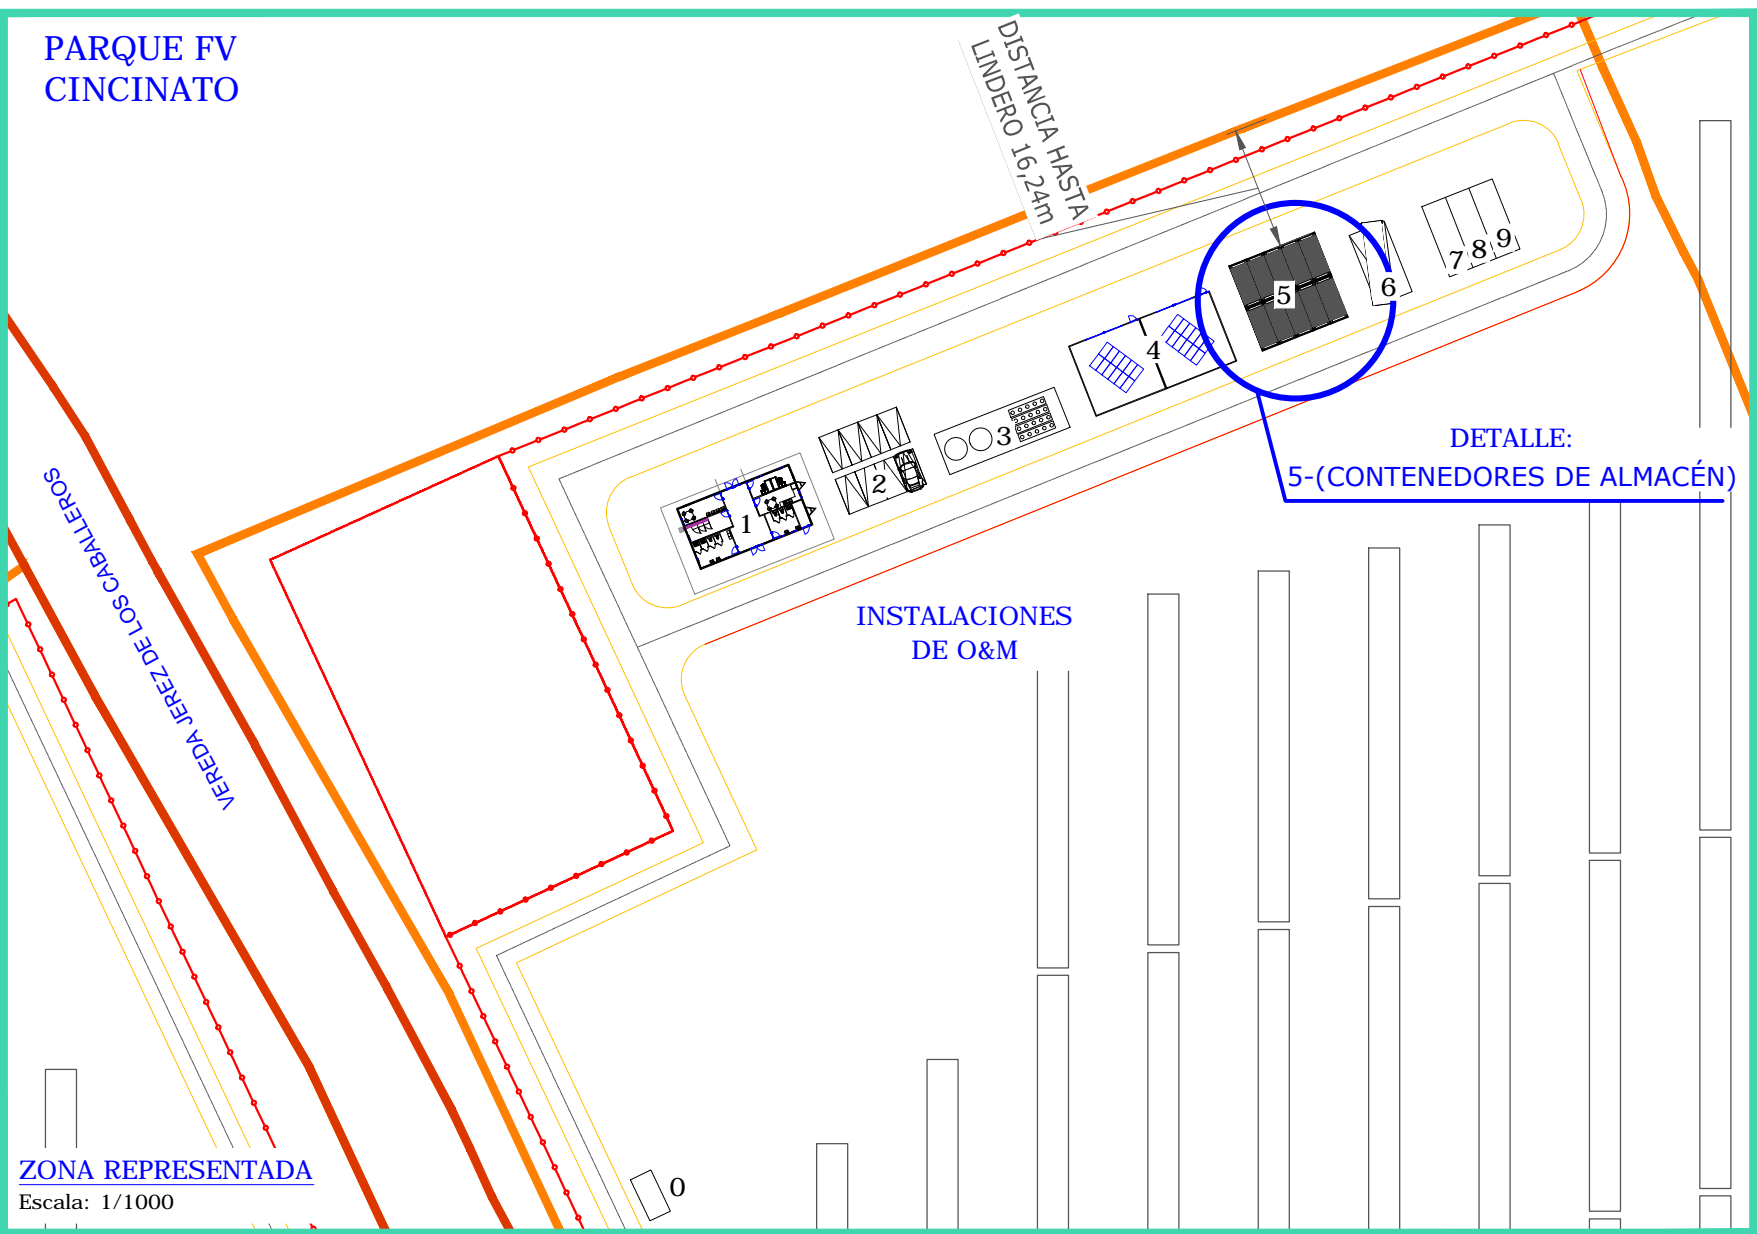 PARQUE FV
CINCINATO
DISTANCIA HASTA
LINDERO 16,24m
9
8
7
6
5
4
3
2
1
DETALLE:
5-(CONTENEDORES DE ALMACÉN)
VEREDA JEREZ DE LOS CABALLEROS
INSTALACIONES
DE O&M
ZONA REPRESENTADA
Escala: 1/1000
0